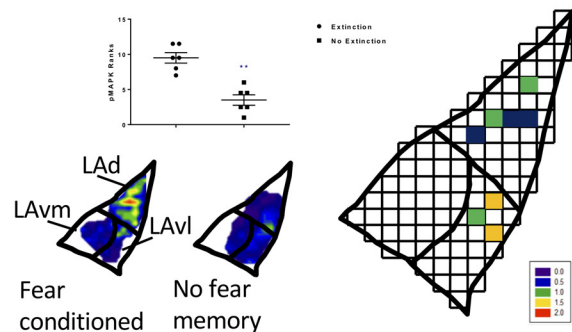 15
10
5
0
pMAPK Ranks
**
Extinction
No Extinction
LAd
LAvm
LAvl
Fear
conditioned
No fear
memory
0.0
0.5
1.0
1.5
2.0